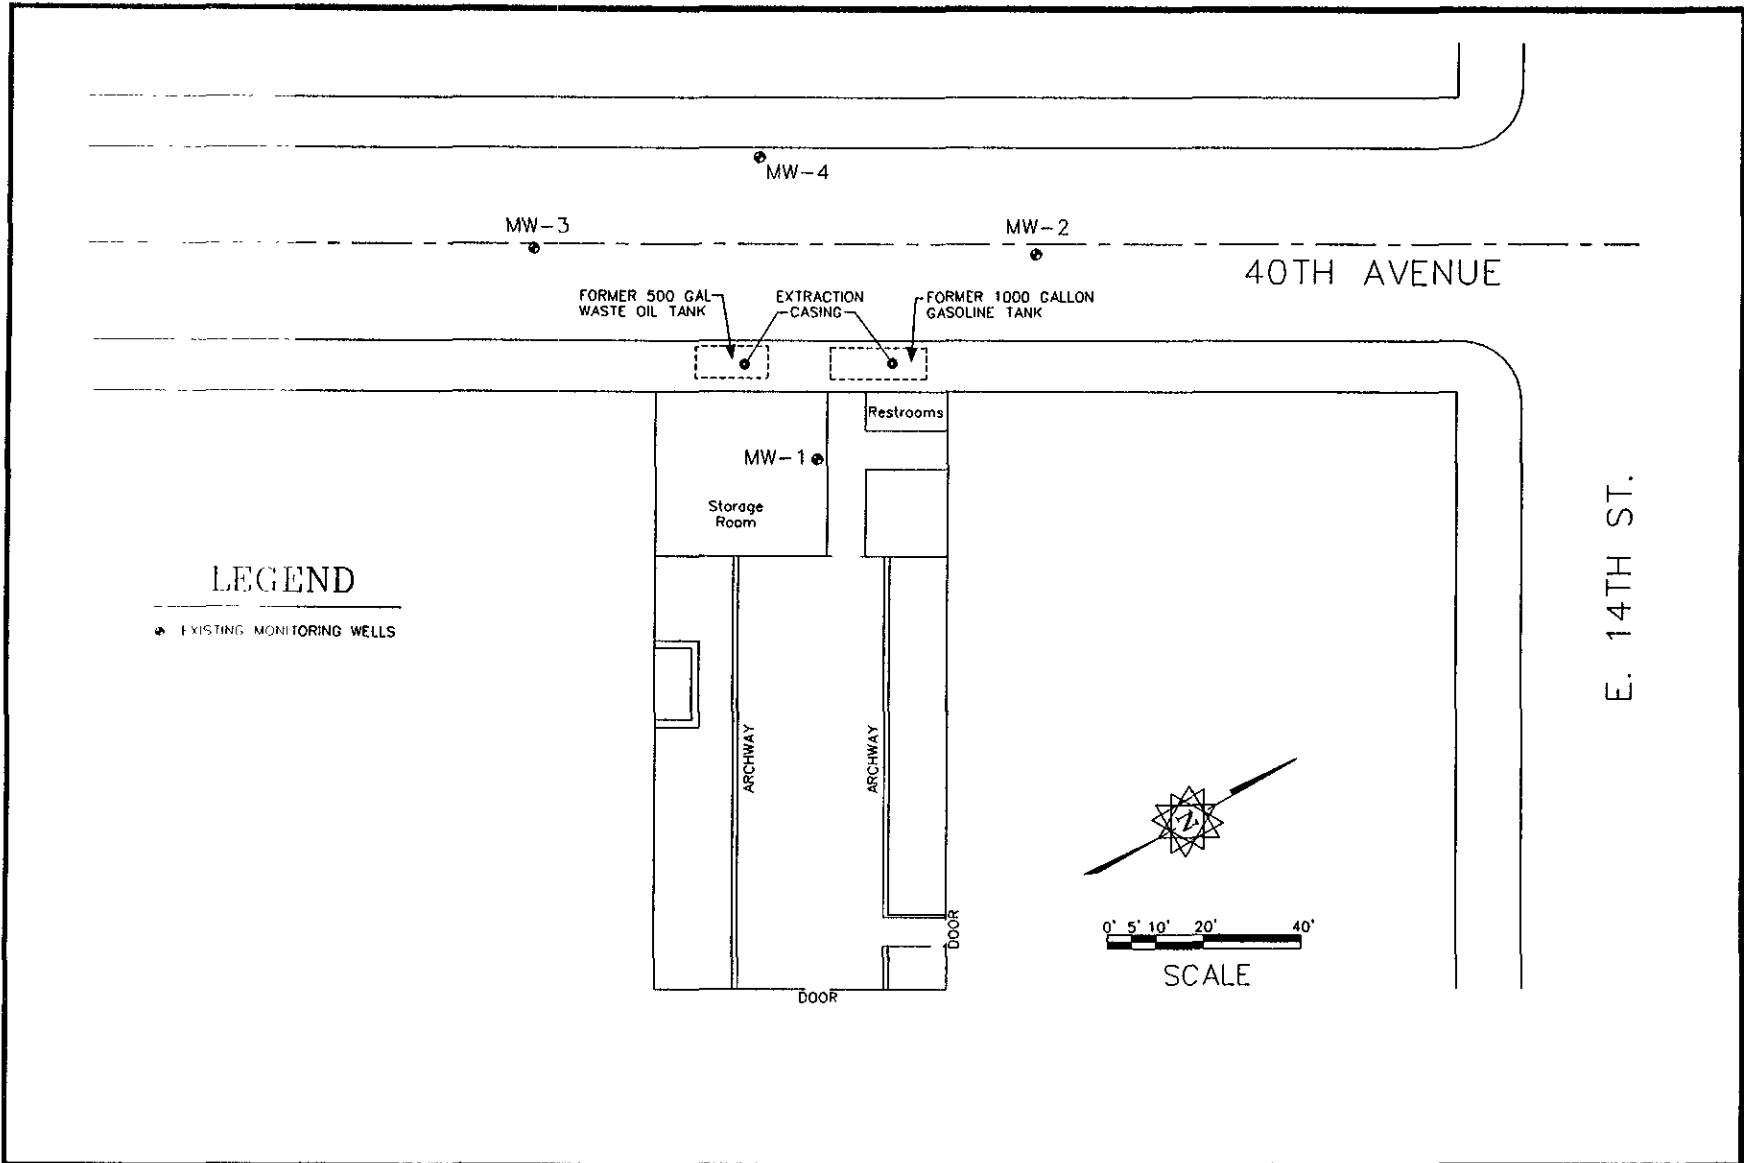 MW-4
MW-3
MW-2
40TH AVENUE
FORMER 500 GAL
WASTE OIL TANK
EXTRACTION
CASING
FORMER 1000 GALLON
GASOLINE TANK
Restrooms
MW-1
Storage
Room
E. 14TH ST.
LEGEND
EXISTING MONITORING WELLS
ARCHWAY
ARCHWAY
N
DOOR
0' 5' 10' 20' 40'
SCALE
DOOR